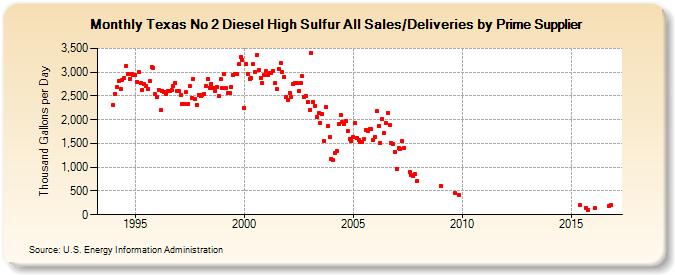 Monthly Texas No 2 Diesel High Sulfur All Sales/Deliveries by Prime Supplier
Thousand Gallons per Day
3,500
3,000
2,500
2,000
1,500
1,000
500
0
1995 2000 2005 2010 2015
Source: U.S. Energy Information Administration